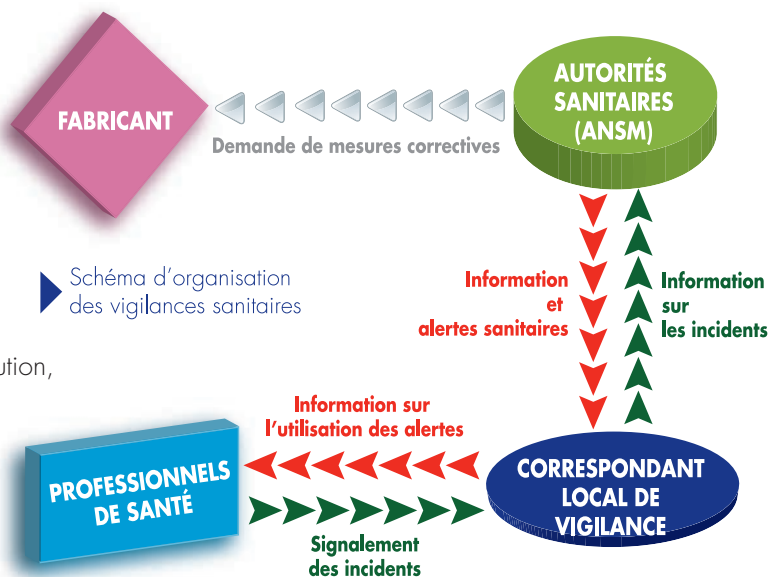 FABRICANT
Demande de mesures correctives
AUTORITÉS
SANITAIRES
(ANSM)
Schéma d'organisation
des vigilances sanitaires
Information
et
alertes sanitaires
Information
sur
les incidents
ution,
Information sur
l'utilisation des alertes
PROFESSIONNELS
DE SANTÉ
CORRESPONDANT
LOCAL DE
VIGILANCE
Signalement
des incidents